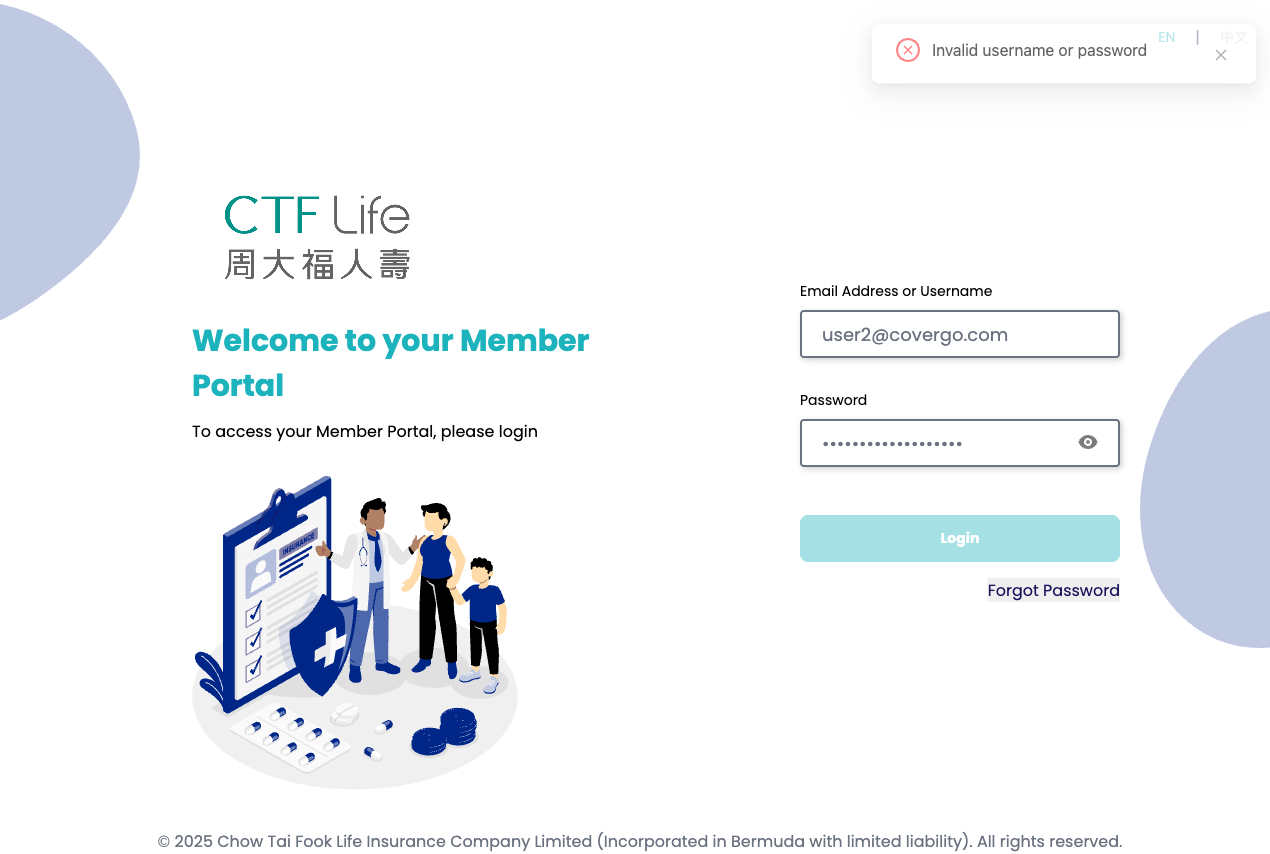 EN | 中文
Invalid username or password
CTF Life
周大福人壽
Welcome to your Member
Portal
To access your Member Portal, please login
INSURANCE
Email Address or Username
user2@covergo.com
Password
•••••••••••••••••••
Login
Forgot Password
© 2025 Chow Tai Fook Life Insurance Company Limited (Incorporated in Bermuda with limited liability). All rights reserved.